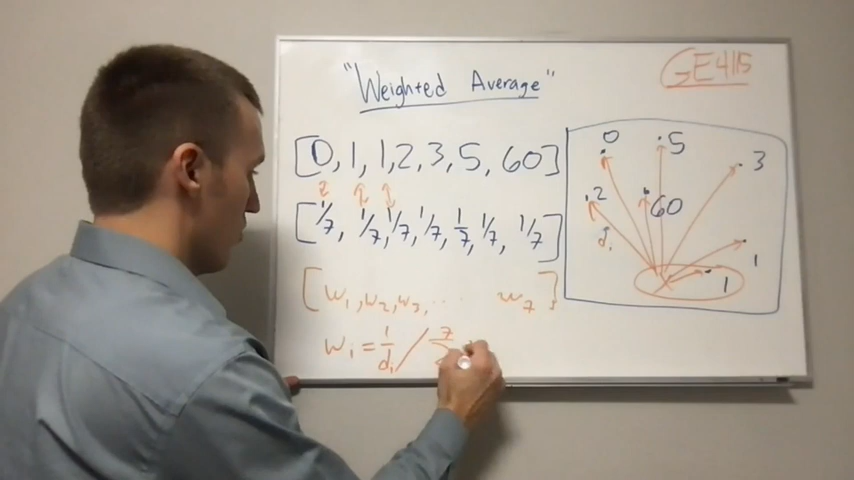 "Weighted Average"
GE4115
[0, 1, 1, 2, 3, 5, 60]
[1/7, 1/7, 1/7, 1/7, 1/7, 1/7, 1/7]
[w₁, w₂, w₃, ... w₇]
wᵢ = 1/dᵢ / 7
0
5
3
2
60
dᵢ
1
1